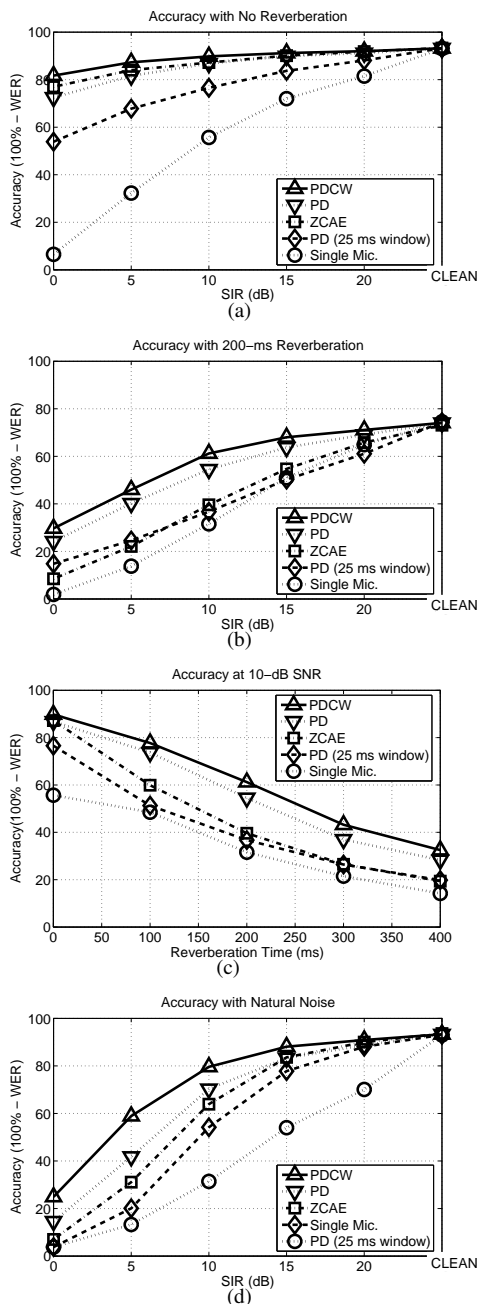 Accuracy with No Reverberation
Accuracy (100% − WER)
100
80
60
40
20
0
PDCW
PD
ZCAE
PD (25 ms window)
Single Mic.
0 5 10 15 20 CLEAN
SIR (dB)
(a)
Accuracy with 200−ms Reverberation
Accuracy (100% − WER)
100
80
60
40
20
0
PDCW
PD
ZCAE
PD (25 ms window)
Single Mic.
0 5 10 15 20 CLEAN
SIR (dB)
(b)
Accuracy at 10−dB SNR
Accuracy(100% − WER)
100
80
60
40
20
0
PDCW
PD
ZCAE
PD (25 ms window)
Single Mic.
0 50 100 150 200 250 300 350 400
Reverberation Time (ms)
(c)
Accuracy with Natural Noise
Accuracy (100% − WER)
100
80
60
40
20
0
PDCW
PD
ZCAE
Single Mic.
PD (25 ms window)
0 5 10 15 20 CLEAN
SIR (dB)
(d)